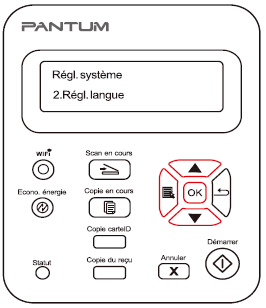 PANTUM
Régl. système
2.Régl. langue
WiFi
Scan en cours
Econo. énergie
Copie en cours
OK
Copie carteID
Démarrer
Statut
Copie du reçu
Annuler
X